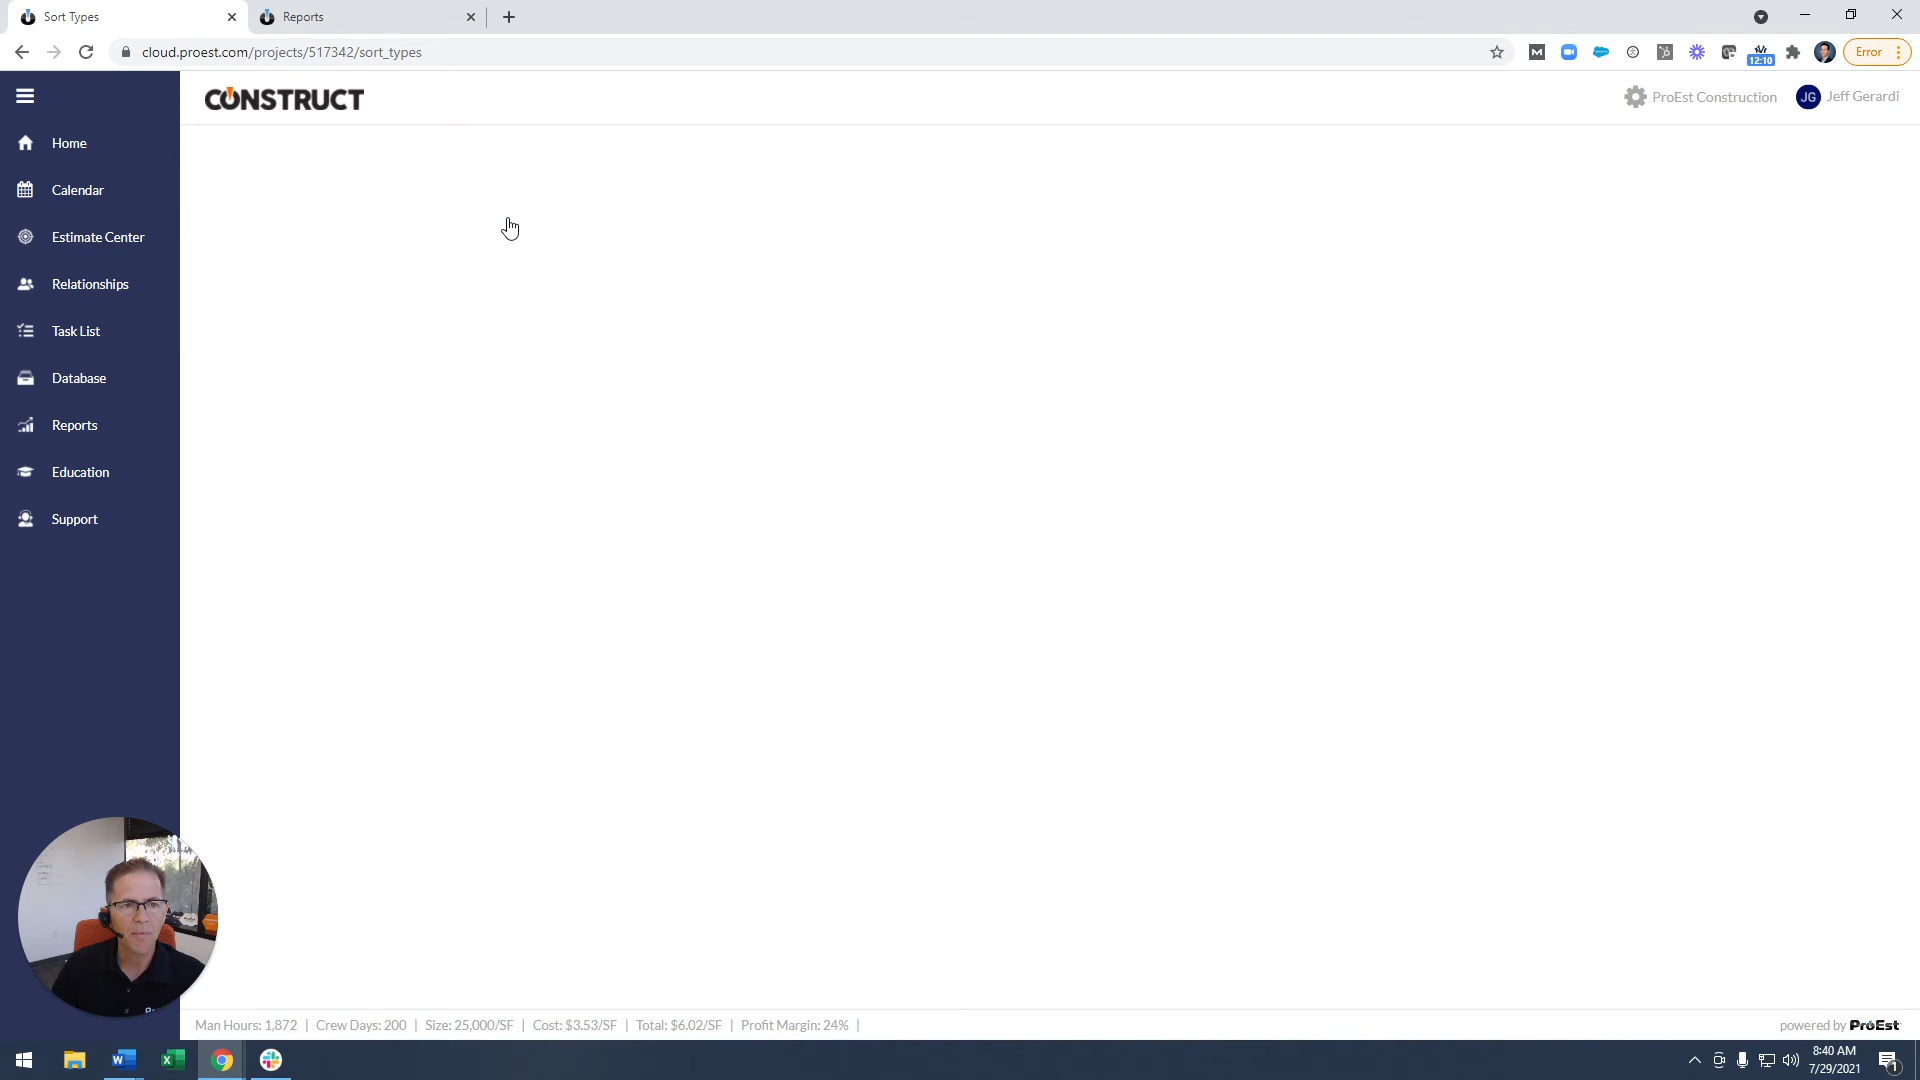 Sort Types
Reports
cloud.proest.com/projects/517342/sort_types
12:10
Error
CONSTRUCT
ProEst Construction
JG
Jeff Gerardi
Home
Calendar
Estimate Center
Relationships
Task List
Database
Reports
Education
Support
Man Hours: 1,872 | Crew Days: 200 | Size: 25,000/SF | Cost: $3.53/SF | Total: $6.02/SF | Profit Margin: 24% |
powered by ProEst
8:40 AM
7/29/2021
1